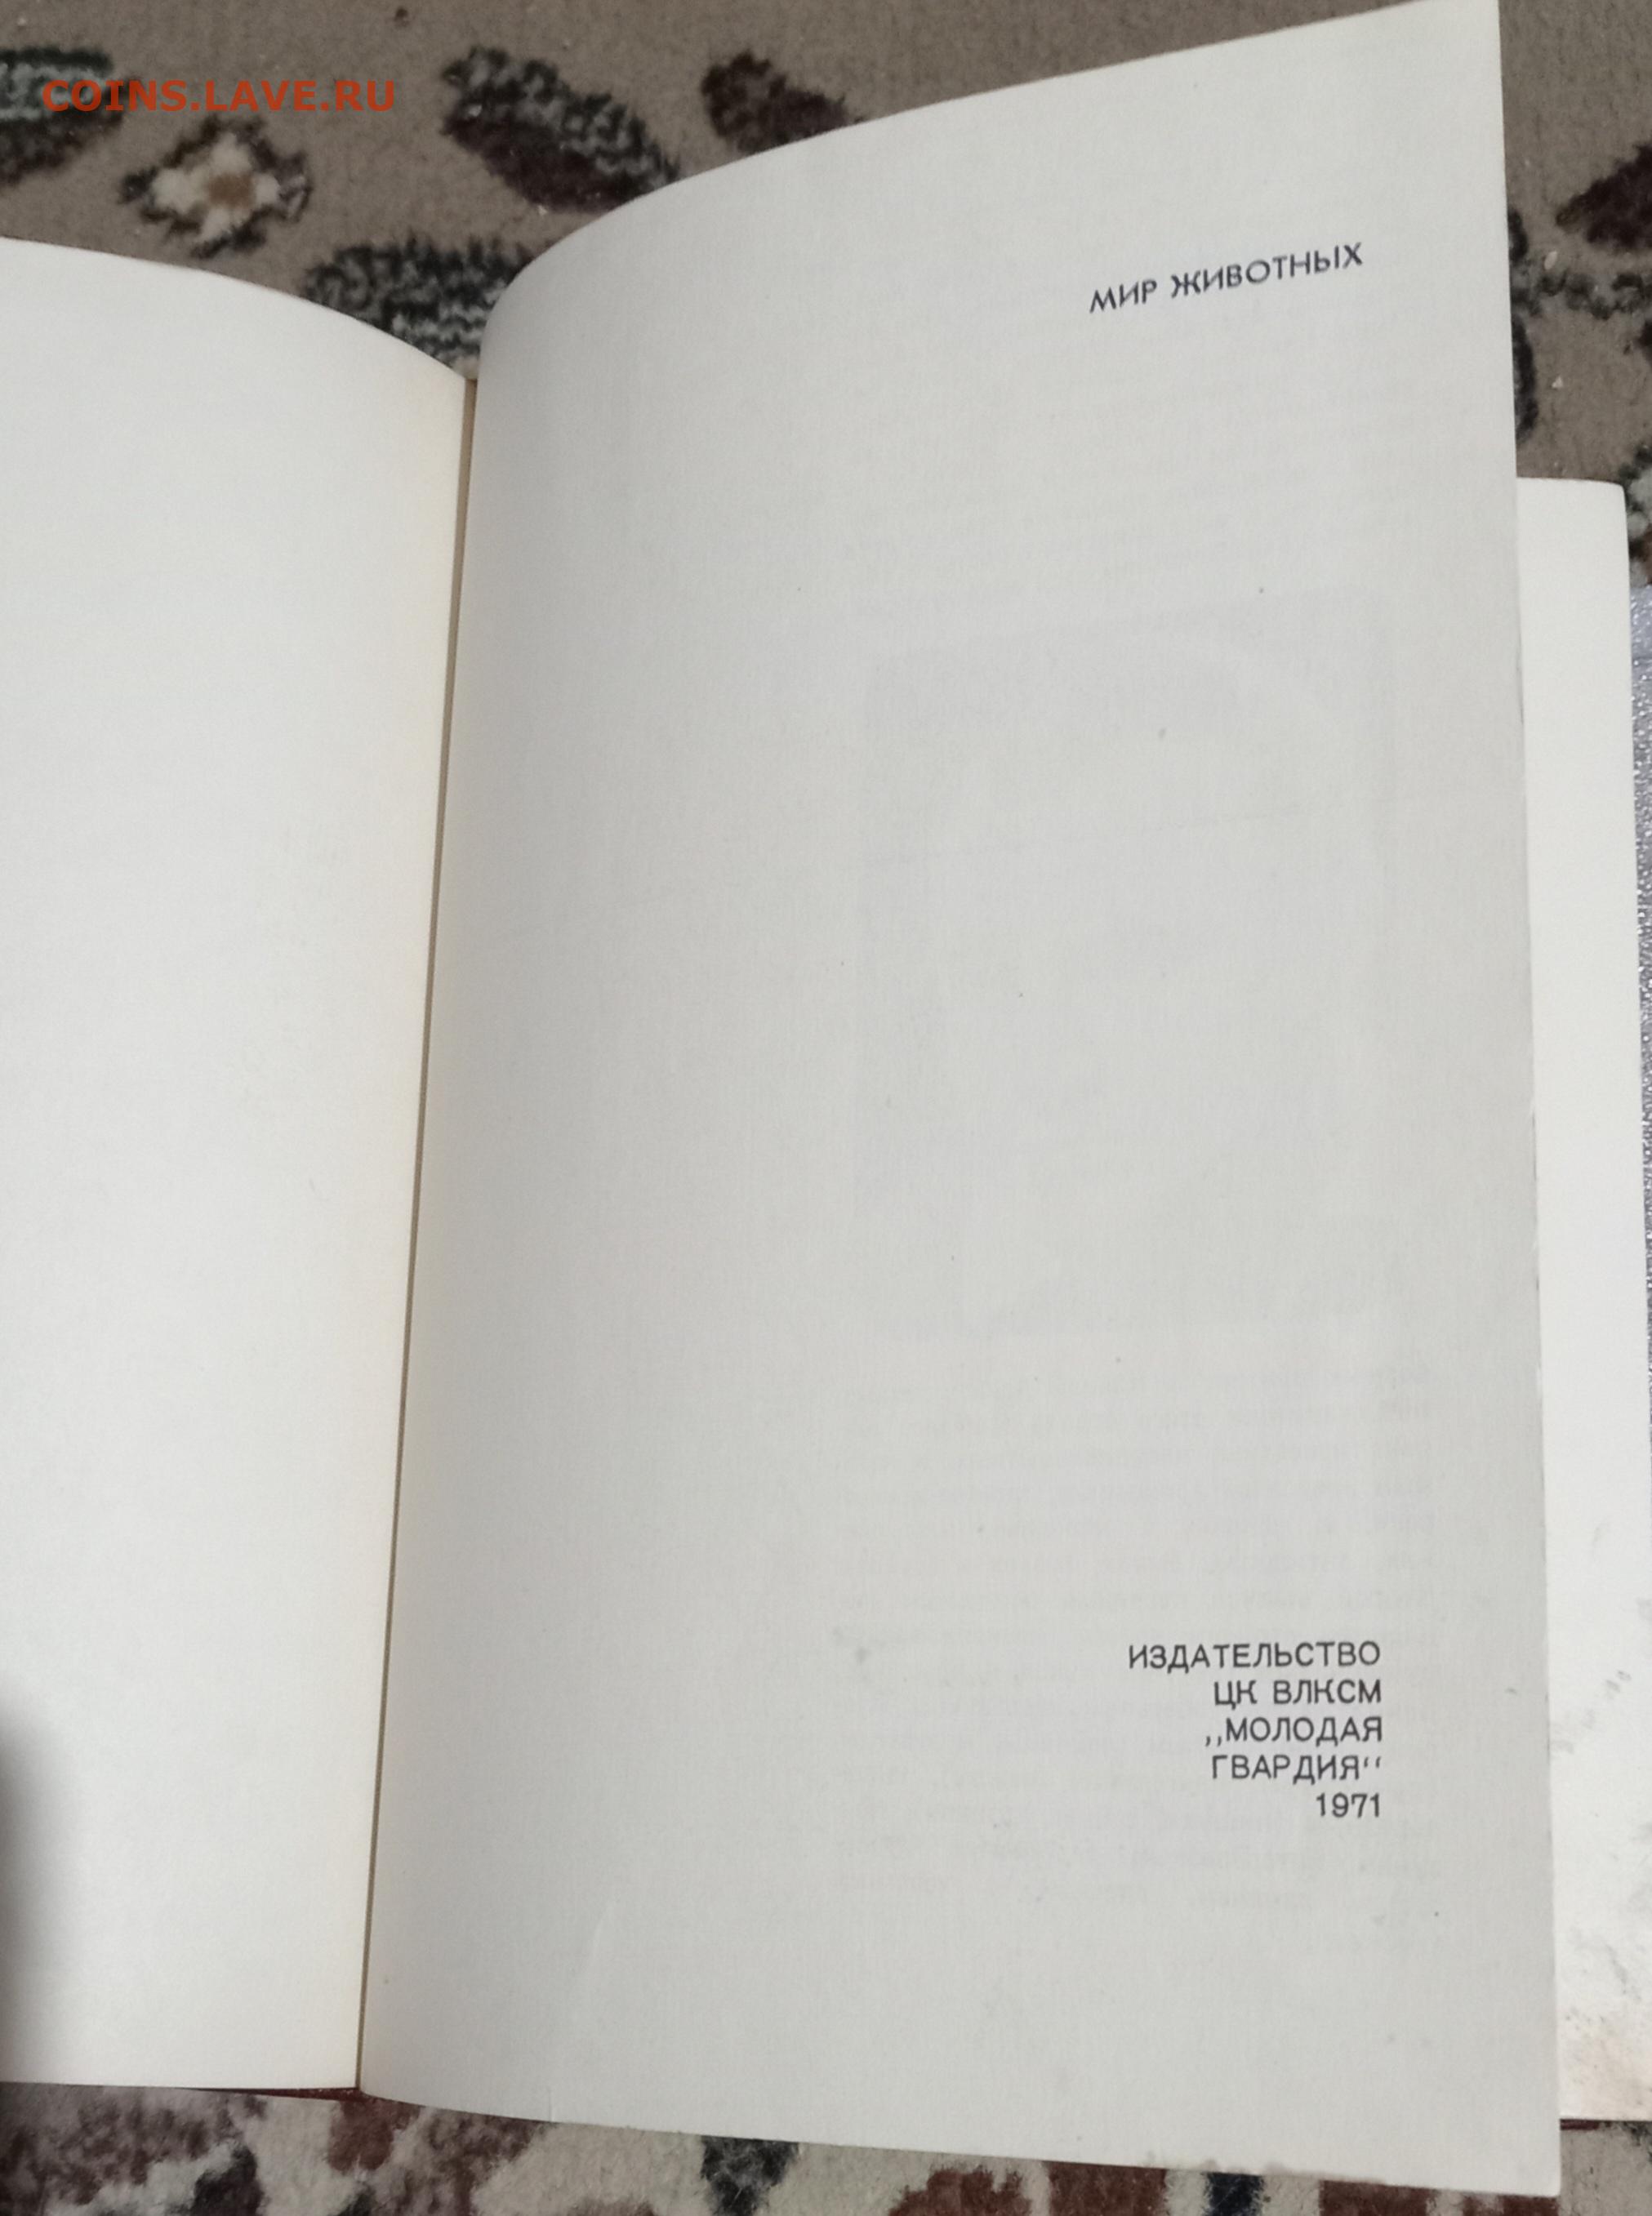 COINS.LAVE.RU
МИР ЖИВОТНЫХ
ИЗДАТЕЛЬСТВО
ЦК ВЛКСМ
,,МОЛОДАЯ
ГВАРДИЯ“
1971